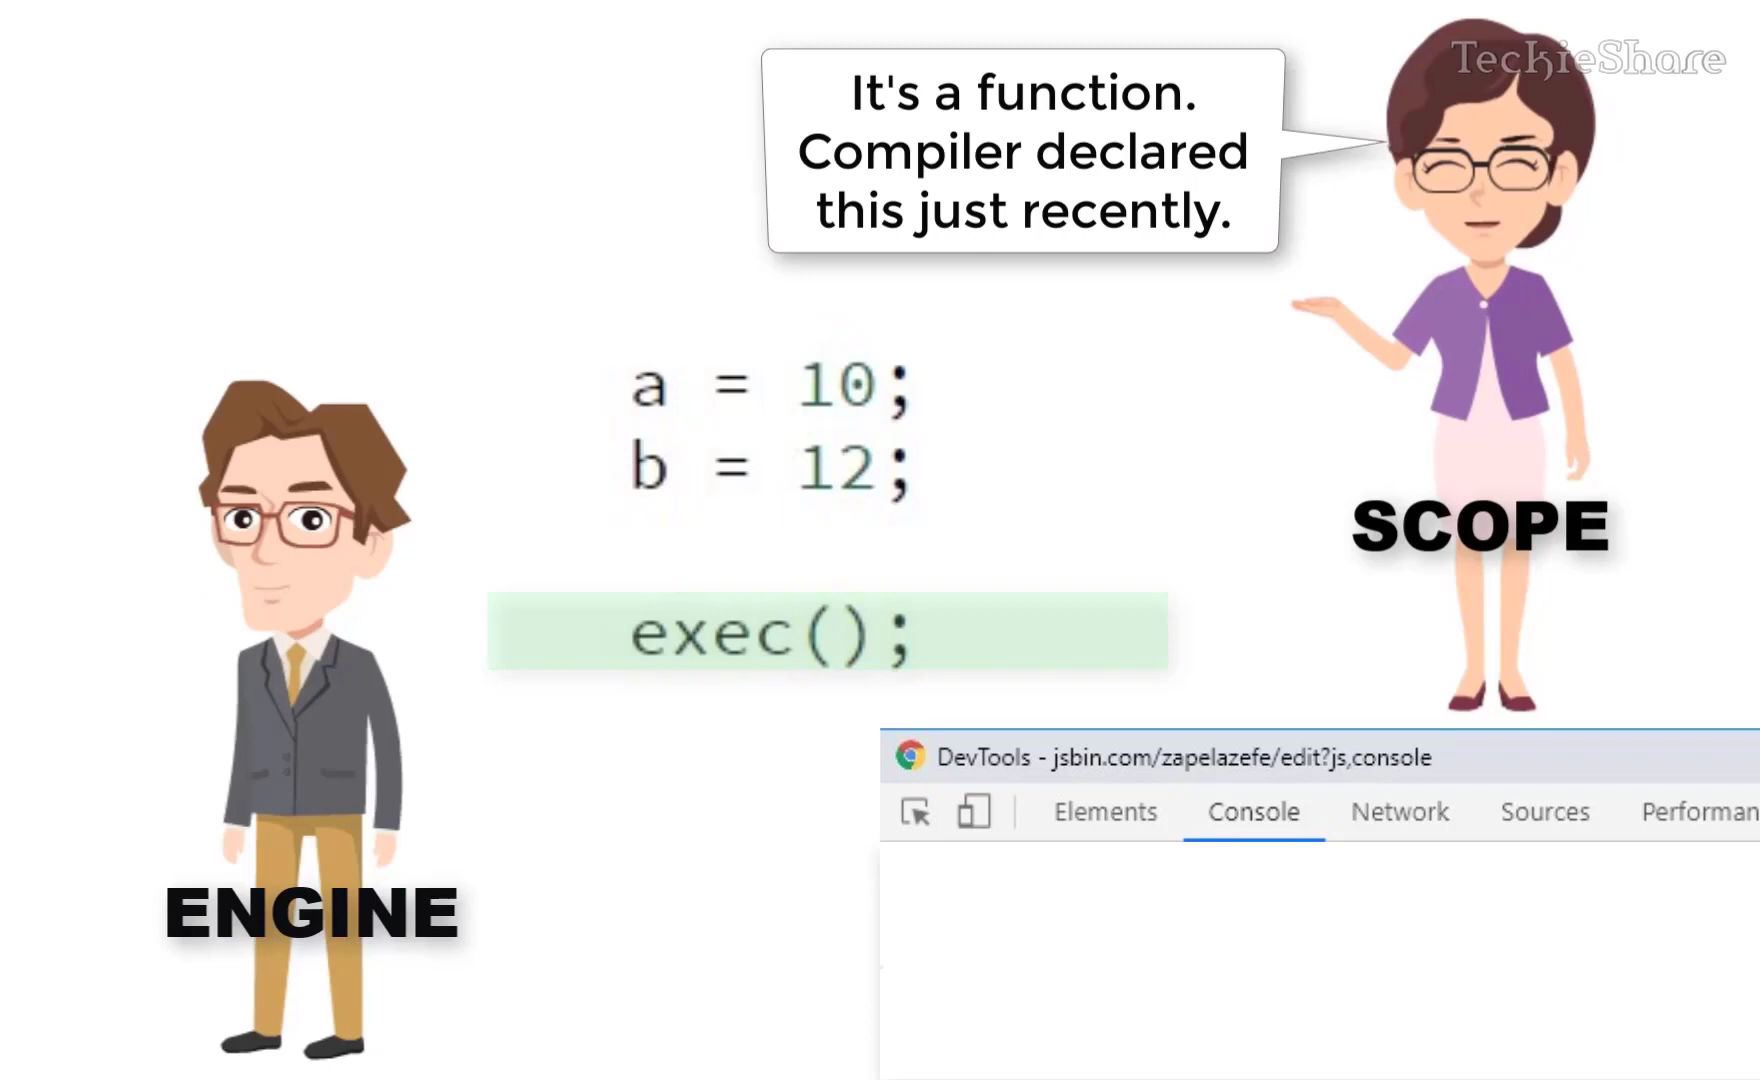 TechieShare
It's a function.
Compiler declared
this just recently.
a = 10;
b = 12;
SCOPE
exec();
DevTools - jsbin.com/zapelazefe/edit?js,console
Elements Console Network Sources Performan
ENGINE